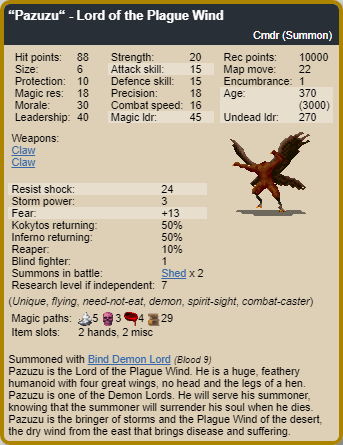 “Pazuzu“ - Lord of the Plague Wind
Cmdr (Summon)
Hit points: 88 Strength: 20 Rec points: 10000
Size: 6 Attack skill: 15 Map move: 22
Protection: 10 Defence skill: 15 Encumbrance: 1
Magic res: 18 Precision: 18 Age: 370
Morale: 30 Combat speed: 16 (3000)
Leadership: 40 Magic ldr: 45 Undead ldr: 270
Weapons:
Claw
Claw
Resist shock: 24
Storm power: 3
Fear: +13
Kokytos returning: 50%
Inferno returning: 50%
Reaper: 10%
Blind fighter: 1
Summons in battle: Shed x 2
Research level if independent: 7
(Unique, flying, need-not-eat, demon, spirit-sight, combat-caster)
Magic paths: 5 3 4 29
Item slots: 2 hands, 2 misc
Summoned with Bind Demon Lord (Blood 9)
Pazuzu is the Lord of the Plague Wind. He is a huge, feathery
humanoid with four great wings, no head and the legs of a hen.
Pazuzu is one of the Demon Lords. He will serve his summoner,
knowing that the summoner will surrender his soul when he dies.
Pazuzu is the bringer of storms and the Plague Wind of the desert,
the dry wind from the east that brings disease and suffering.